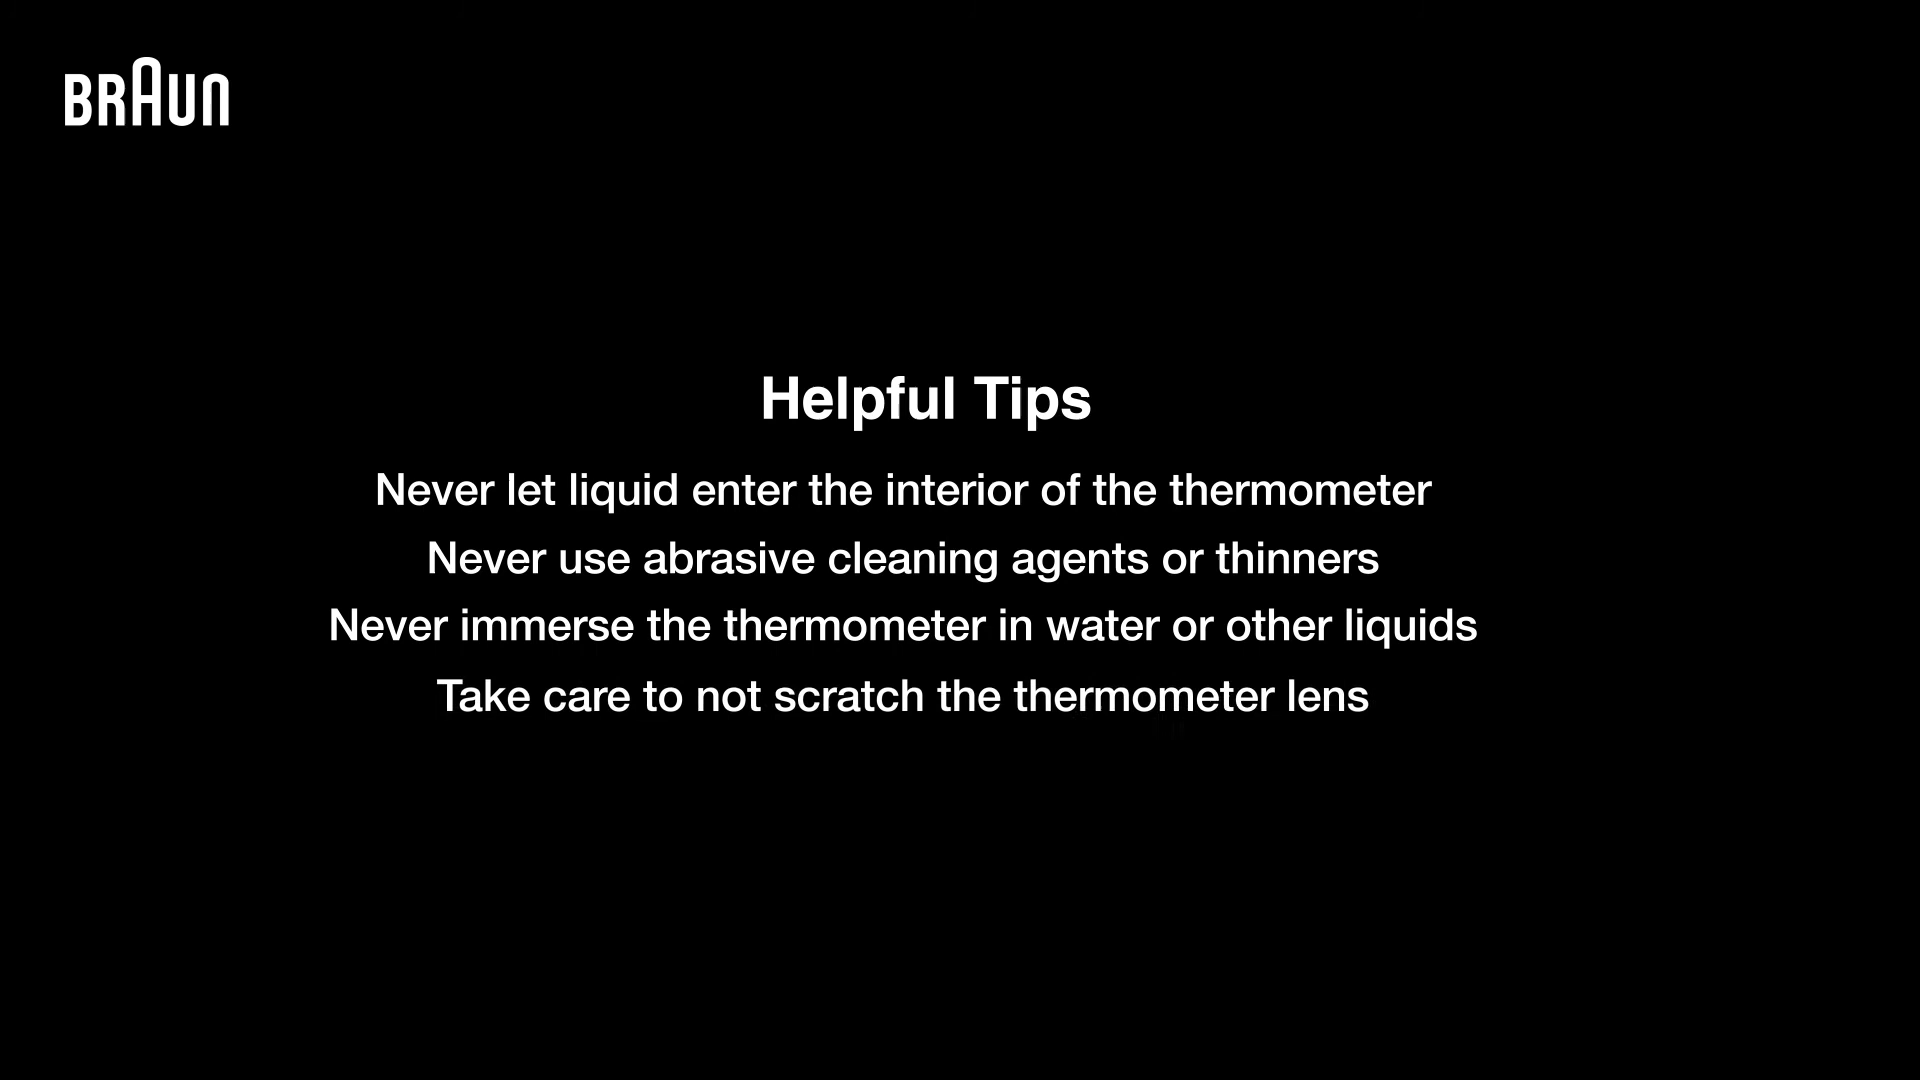 BRAUN
Helpful Tips
Never let liquid enter the interior of the thermometer
Never use abrasive cleaning agents or thinners
Never immerse the thermometer in water or other liquids
Take care to not scratch the thermometer lens